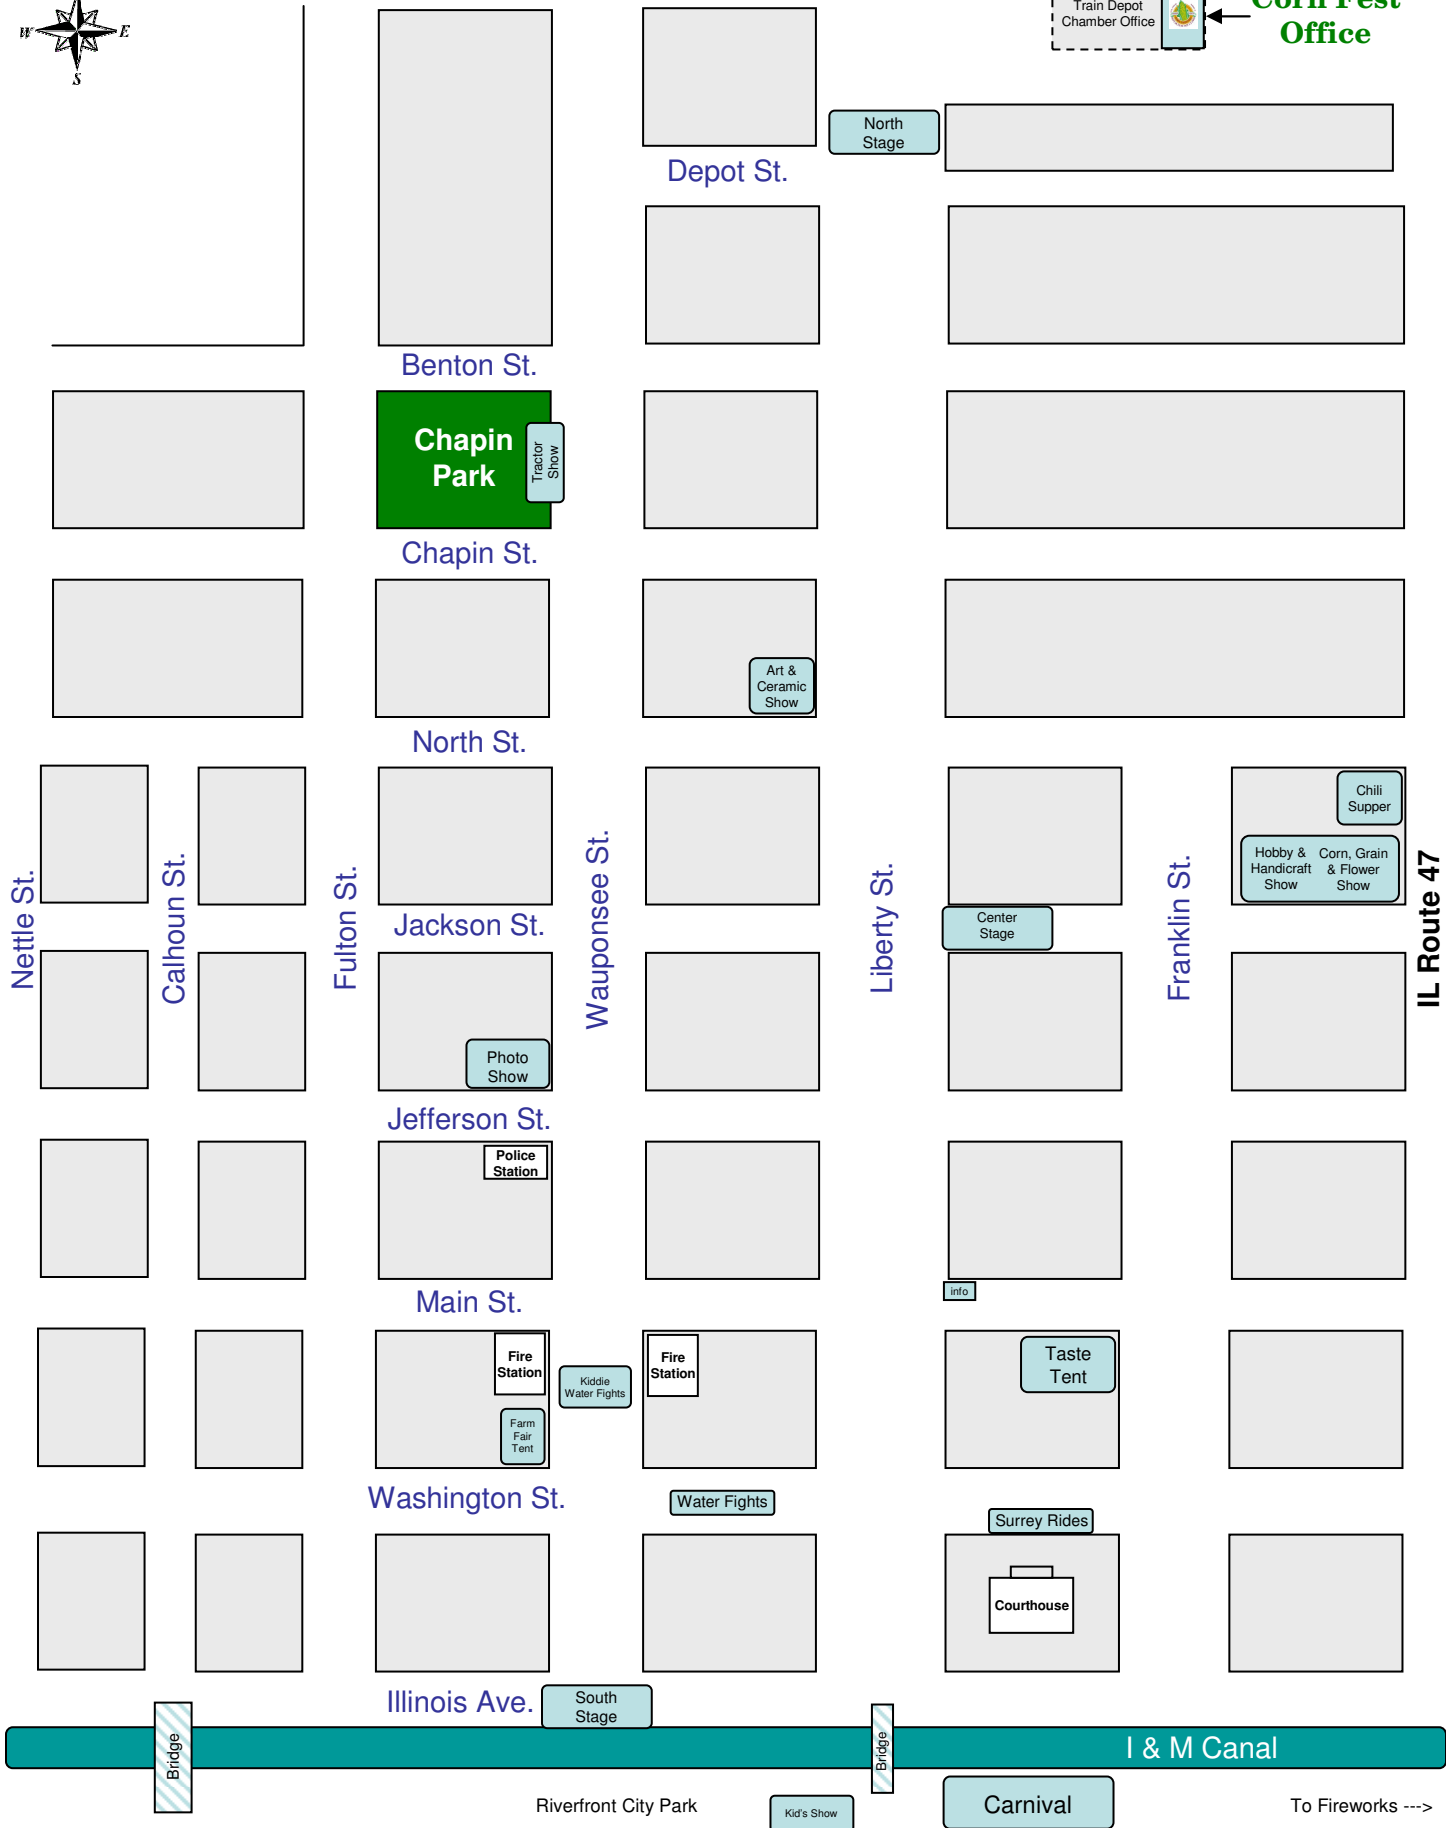 W
E
S
Train Depot
Chamber Office
Corn Fest
Office
North
Stage
Depot St.
Benton St.
Chapin
Park
Tractor
Show
Chapin St.
Art &
Ceramic
Show
North St.
Chili
Supper
Hobby &
Handicraft
Show
Corn, Grain
& Flower
Show
Nettle St.
Calhoun St.
Fulton St.
Wauponsee St.
Liberty St.
Franklin St.
IL Route 47
Jackson St.
Center
Stage
Photo
Show
Jefferson St.
Police
Station
Main St.
info
Fire
Station
Kiddie
Water Fights
Fire
Station
Taste
Tent
Farm
Fair
Tent
Washington St.
Water Fights
Surrey Rides
Courthouse
Illinois Ave.
South
Stage
Bridge
Bridge
I & M Canal
Riverfront City Park
Kid's Show
Carnival
To Fireworks --->